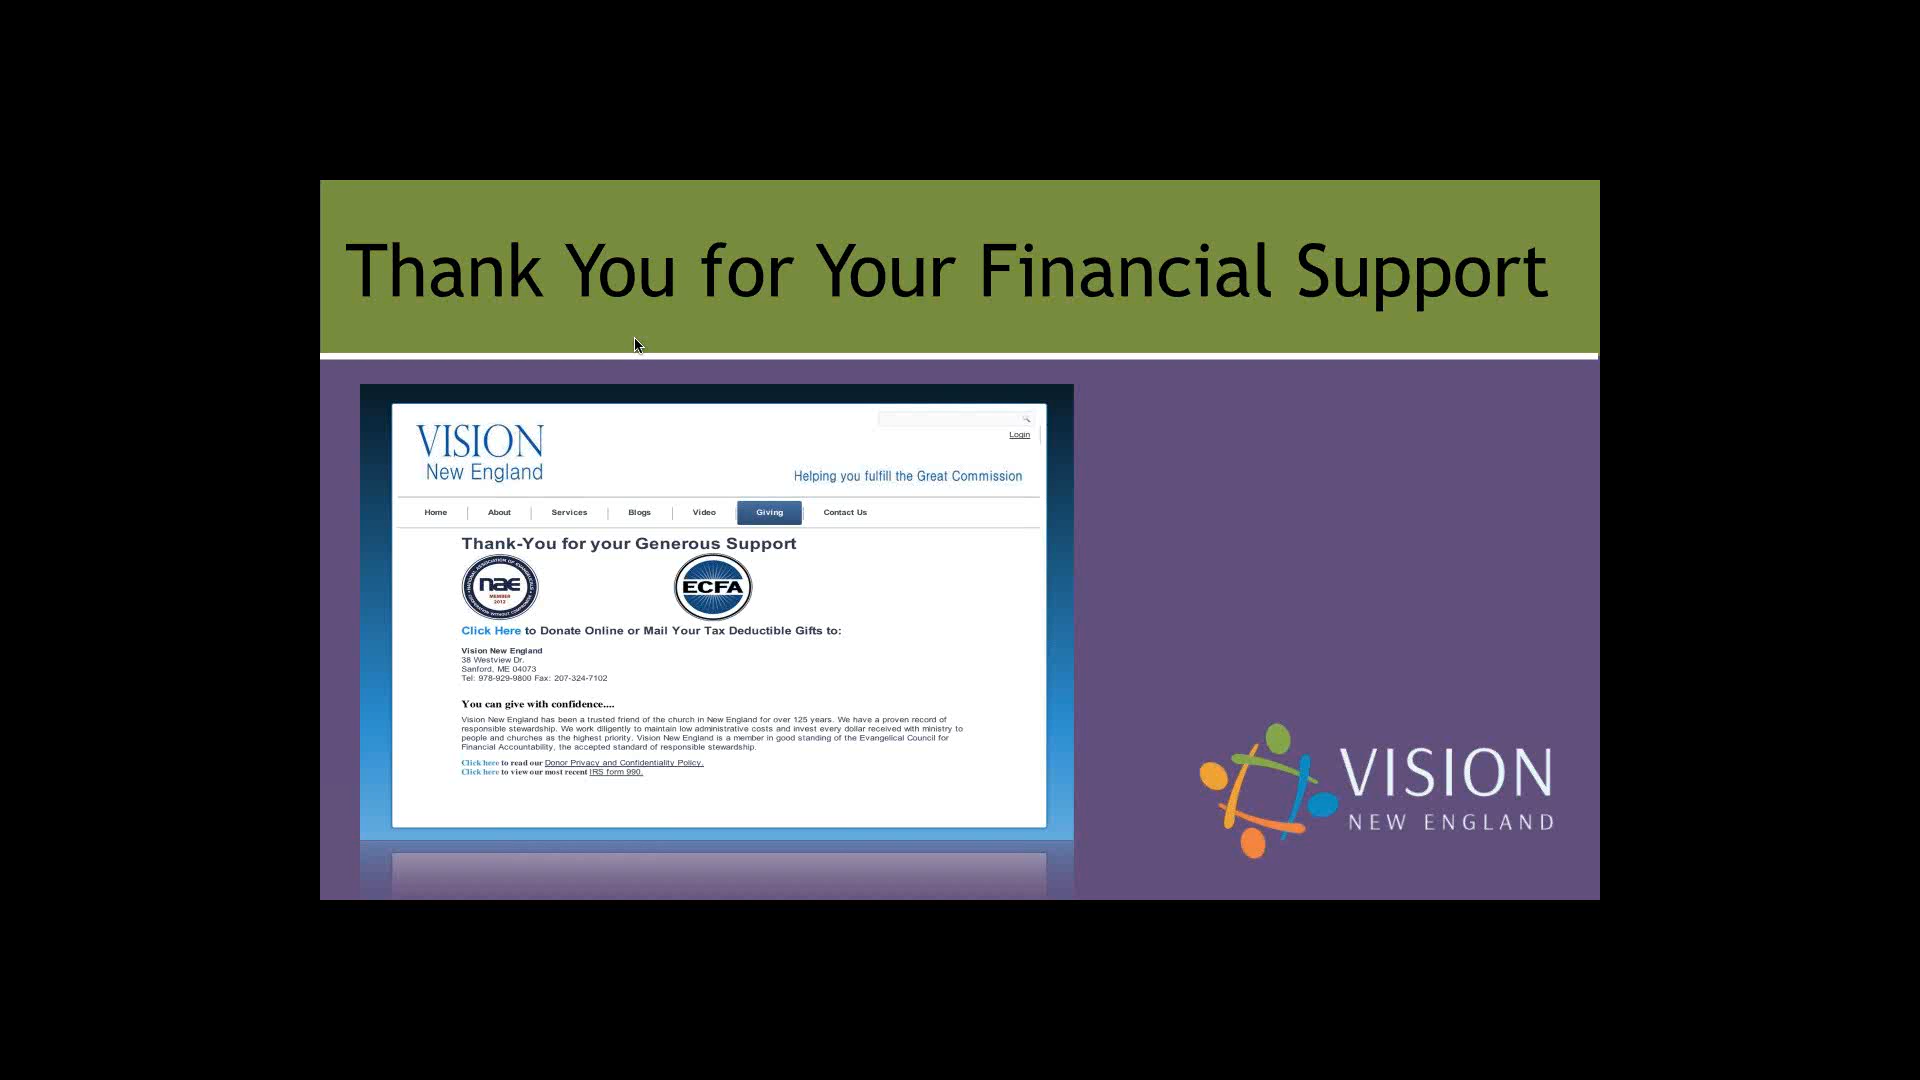 Thank You for Your Financial Support
VISION
New England
Login
Helping you fulfill the Great Commission
Home
About
Services
Blogs
Video
Giving
Contact Us
Thank-You for your Generous Support
nae
MEMBER
2012
ECFA
Click Here to Donate Online or Mail Your Tax Deductible Gifts to:
Vision New England
38 Westview Dr.
Sanford, ME 04073
Tel: 978-929-9800 Fax: 207-324-7102
You can give with confidence....
Vision New England has been a trusted friend of the church in New England for over 125 years. We have a proven record of
responsible stewardship. We work diligently to maintain low administrative costs and invest every dollar received with ministry to
people and churches as the highest priority. Vision New England is a member in good standing of the Evangelical Council for
Financial Accountability, the accepted standard of responsible stewardship.
Click here to read our Donor Privacy and Confidentiality Policy.
Click here to view our most recent IRS form 990.
VISION
NEW ENGLAND